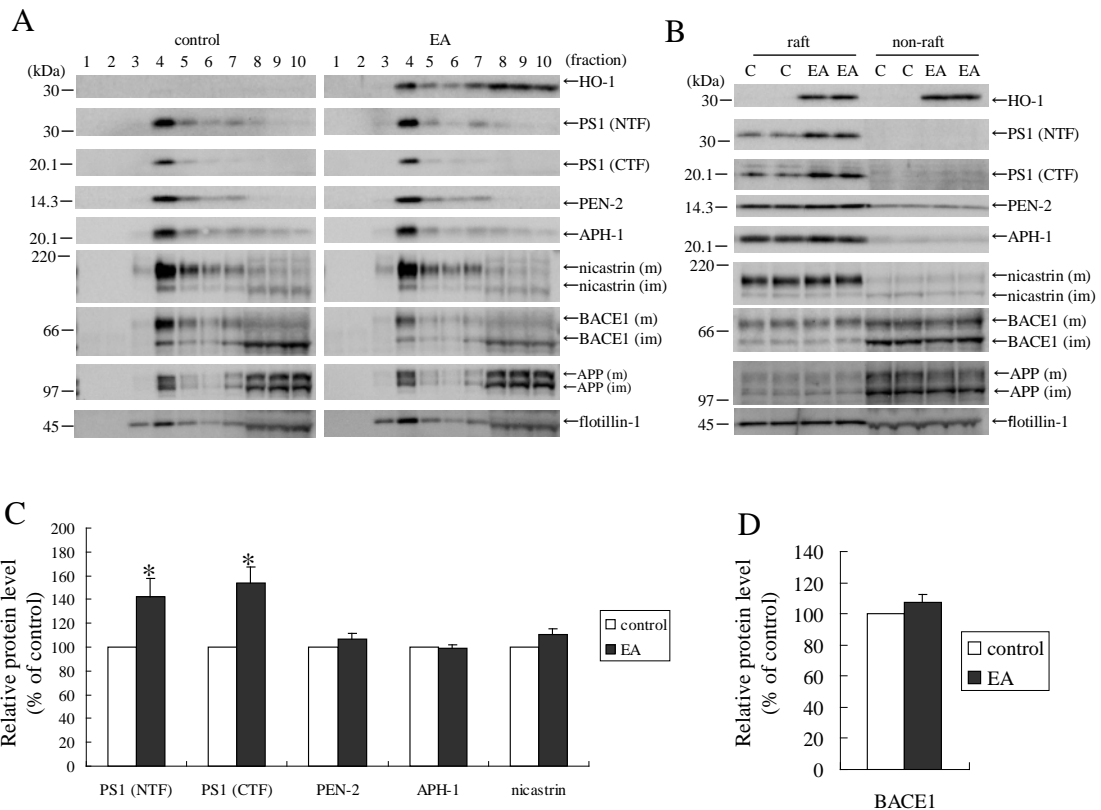 A
control
EA
1 2 3 4 5 6 7 8 9 10
1 2 3 4 5 6 7 8 9 10
(fraction)
(kDa)
30
←HO-1
30
←PS1 (NTF)
20.1
←PS1 (CTF)
14.3
←PEN-2
20.1
←APH-1
220
←nicastrin (m)
←nicastrin (im)
66
←BACE1 (m)
←BACE1 (im)
97
←APP (m)
←APP (im)
45
←flotillin-1
B
raft
non-raft
(kDa)
C C EA EA C C EA EA
30
←HO-1
30
←PS1 (NTF)
20.1
←PS1 (CTF)
14.3
←PEN-2
20.1
←APH-1
220
←nicastrin (m)
←nicastrin (im)
66
←BACE1 (m)
←BACE1 (im)
97
←APP (m)
←APP (im)
45
←flotillin-1
C
Relative protein level
(% of control)
200
180
160
140
120
100
80
60
40
20
0
*
*
PS1 (NTF)
PS1 (CTF)
PEN-2
APH-1
nicastrin
control
EA
D
Relative protein level
(% of control)
140
120
100
80
60
40
20
0
BACE1
control
EA